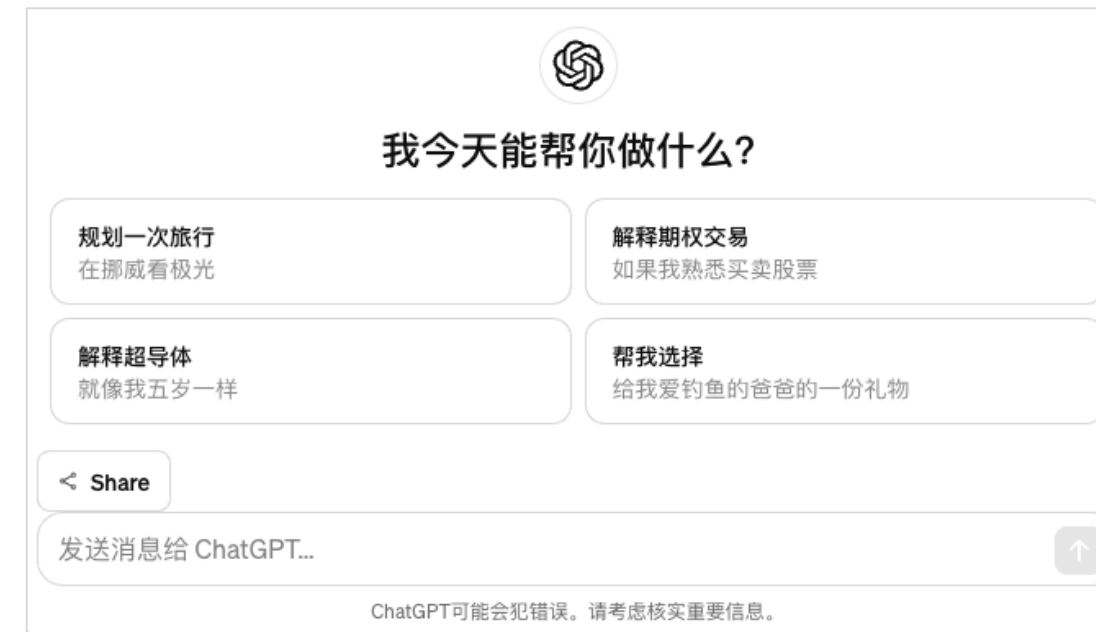 我今天能帮你做什么?
规划一次旅行
在挪威看极光
解释期权交易
如果我熟悉买卖股票
解释超导体
就像我五岁一样
帮我选择
给我爱钓鱼的爸爸的一份礼物
Share
发送消息给 ChatGPT...
ChatGPT可能会犯错误。请考虑核实重要信息。